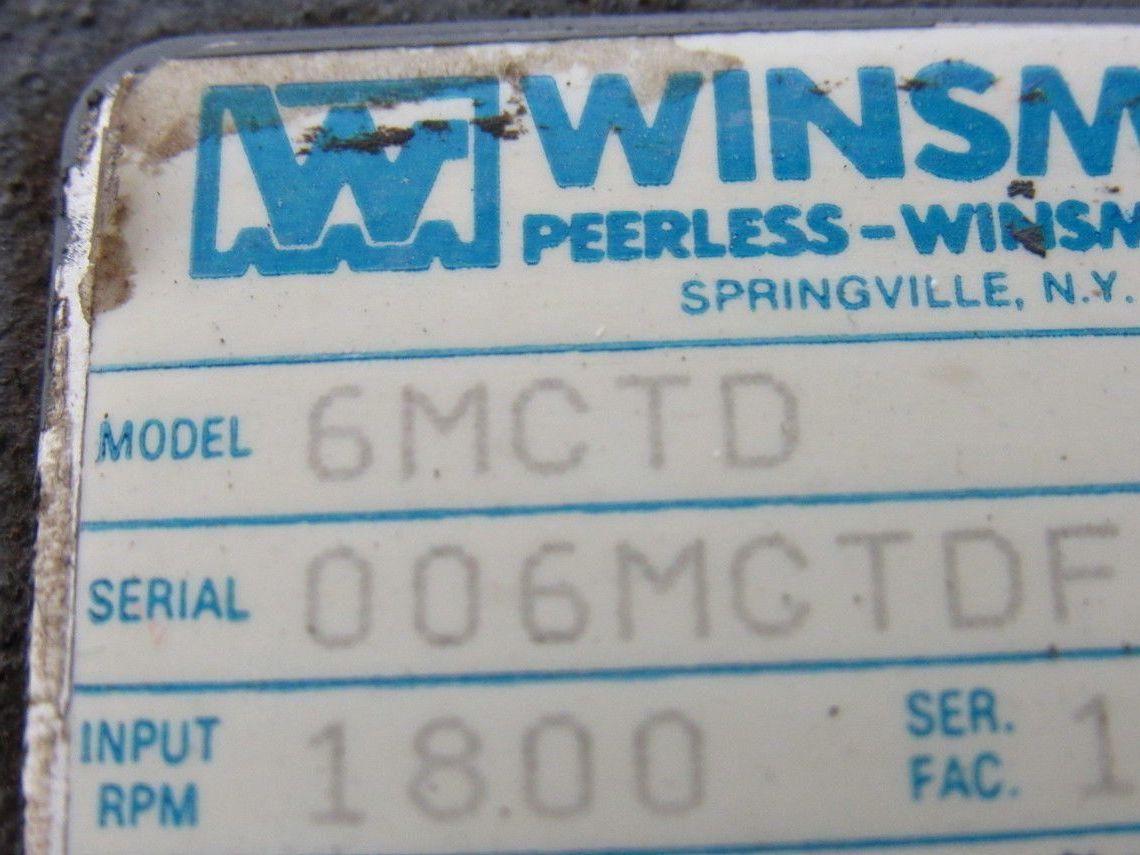 WINSM
PEERLESS-WINSM
SPRINGVILLE, N.Y.
MODEL 6MCTD
SERIAL 006MCTDF
INPUT RPM 1800 SER. FAC. 1